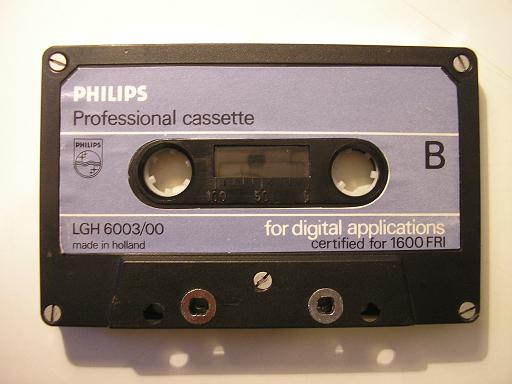 PHILIPS
Professional cassette
PHILIPS
B
100 50 0
LGH 6003/00
for digital applications
made in holland
certified for 1600 FRI